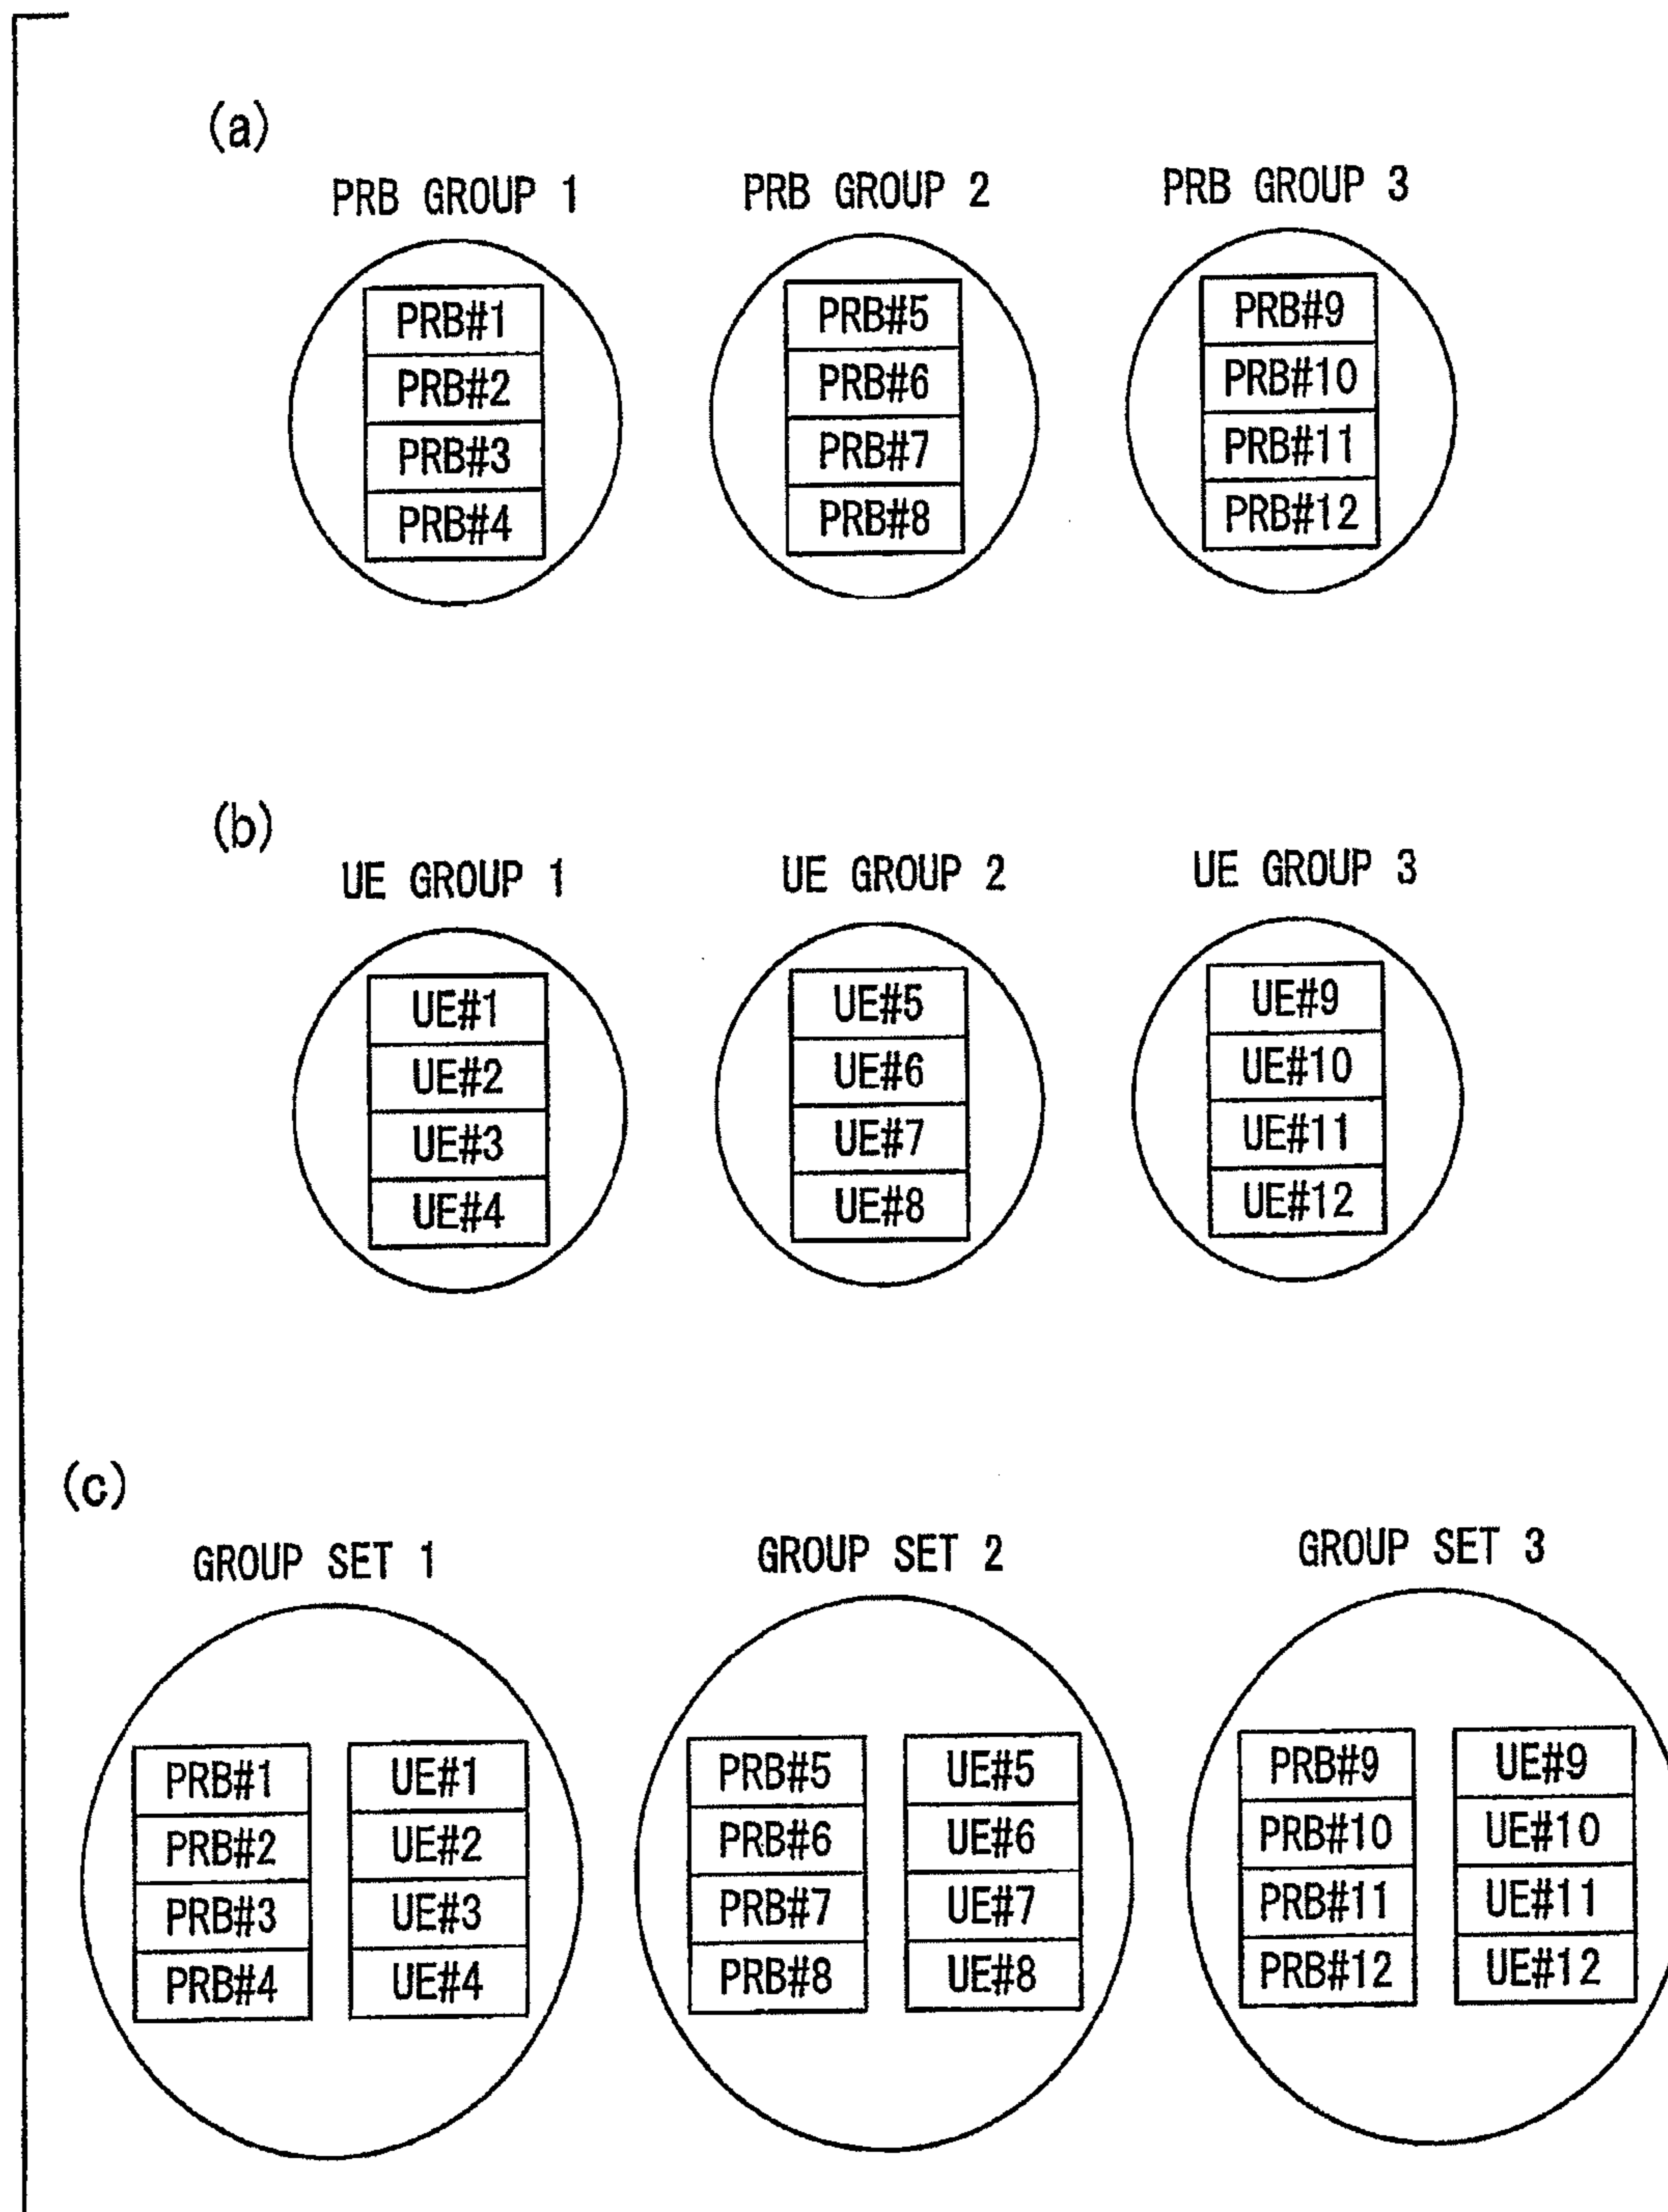 (a)
PRB GROUP 1 PRB GROUP 2 PRB GROUP 3
PRB#1 PRB#5 PRB#9
PRB#2 PRB#6 PRB#10
PRB#3 PRB#7 PRB#11
PRB#4 PRB#8 PRB#12
(b)
UE GROUP 1 UE GROUP 2 UE GROUP 3
UE#1 UE#5 UE#9
UE#2 UE#6 UE#10
UE#3 UE#7 UE#11
UE#4 UE#8 UE#12
(c)
GROUP SET 1 GROUP SET 2 GROUP SET 3
PRB#1 UE#1 PRB#5 UE#5 PRB#9 UE#9
PRB#2 UE#2 PRB#6 UE#6 PRB#10 UE#10
PRB#3 UE#3 PRB#7 UE#7 PRB#11 UE#11
PRB#4 UE#4 PRB#8 UE#8 PRB#12 UE#12